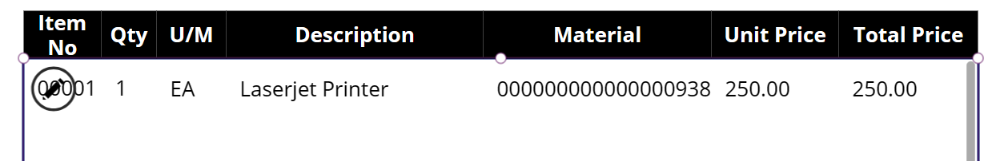 Item No Qty U/M Description Material Unit Price Total Price
00001 1 EA Laserjet Printer 000000000000000938 250.00 250.00